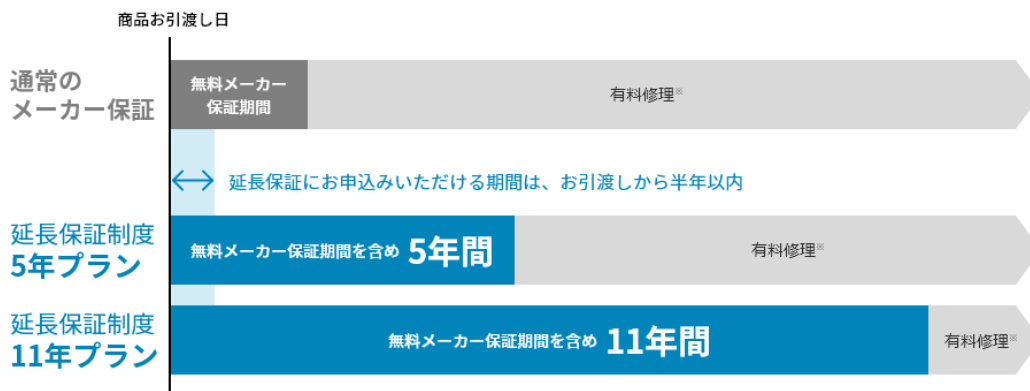 商品お引渡し日
通常の
メーカー保証
無料メーカー
保証期間
有料修理※
延長保証にお申込みいただける期間は、お引渡しから半年以内
延長保証制度
5年プラン
無料メーカー保証期間を含め 5年間
有料修理※
延長保証制度
11年プラン
無料メーカー保証期間を含め 11年間
有料修理※